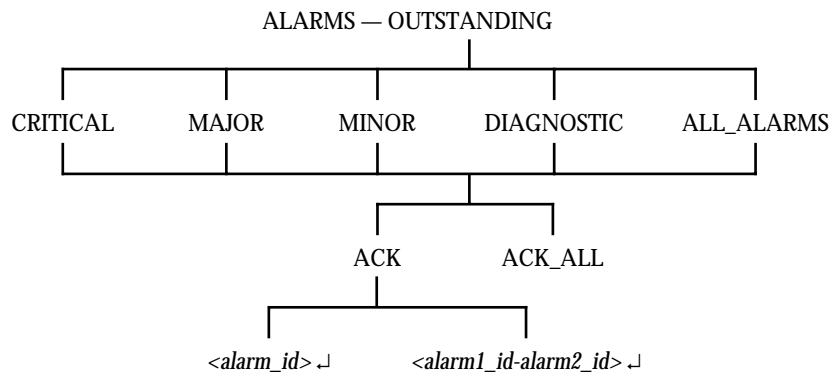 ALARMS — OUTSTANDING
CRITICAL MAJOR MINOR DIAGNOSTIC ALL_ALARMS
ACK ACK_ALL
<alarm_id> ↵ <alarm1_id-alarm2_id> ↵